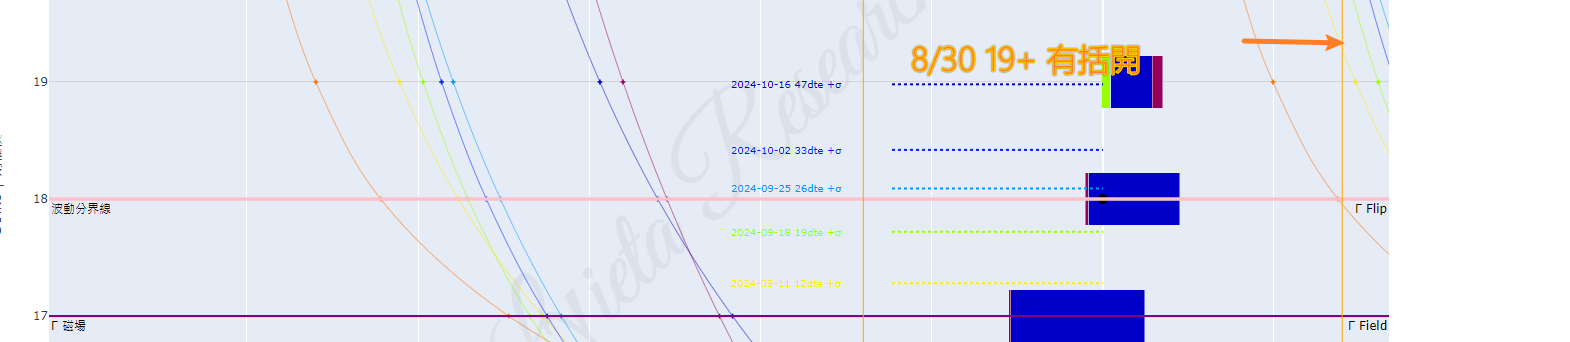 8/30 19+ 有括開
19
2024-10-16 47dte +σ
2024-10-02 33dte +σ
2024-09-25 26dte +σ
18
波動分界線
Γ Flip
2024-09-18 19dte +σ
2024-09-11 12dte +σ
17
Γ 磁場
Γ Field
Avieta Research